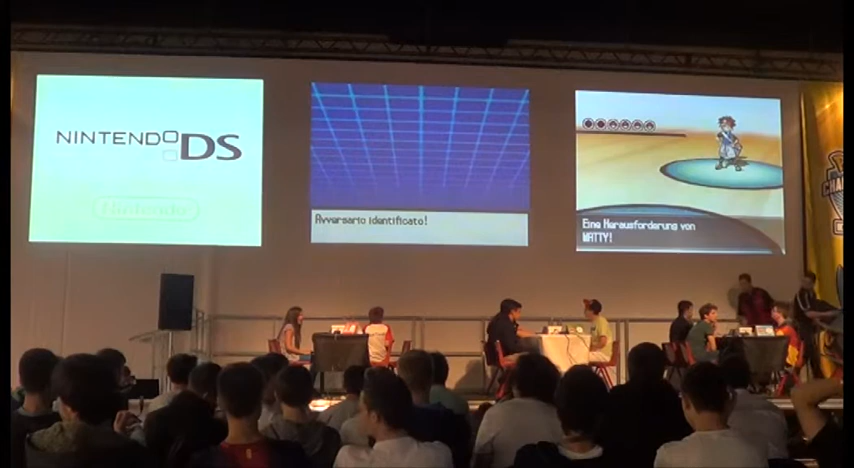 NINTENDO DS
Nintendo
Avversario identificato!
Eine Herausforderung von
MATTY!